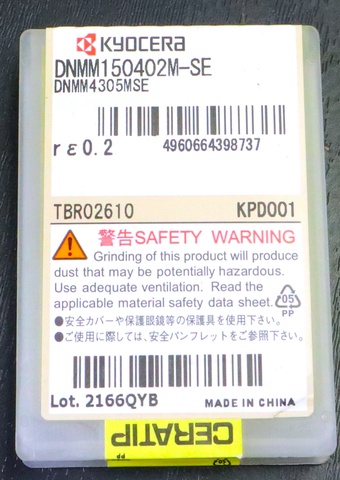 KYOCERA
DNMM150402M-SE
DNMM4305MSE
rε0.2
4960664398737
TBR02610 KPD001
警告SAFETY WARNING
Grinding of this product will produce
dust that may be potentially hazardous.
Use adequate ventilation. Read the
applicable material safety data sheet.
05
PP
●安全カバーや保護眼鏡等の保護具を使用下さい。
●ご使用に際しては、安全パンフレットをご参照下さい。
Lot. 2166QYB MADE IN CHINA
CERATIP